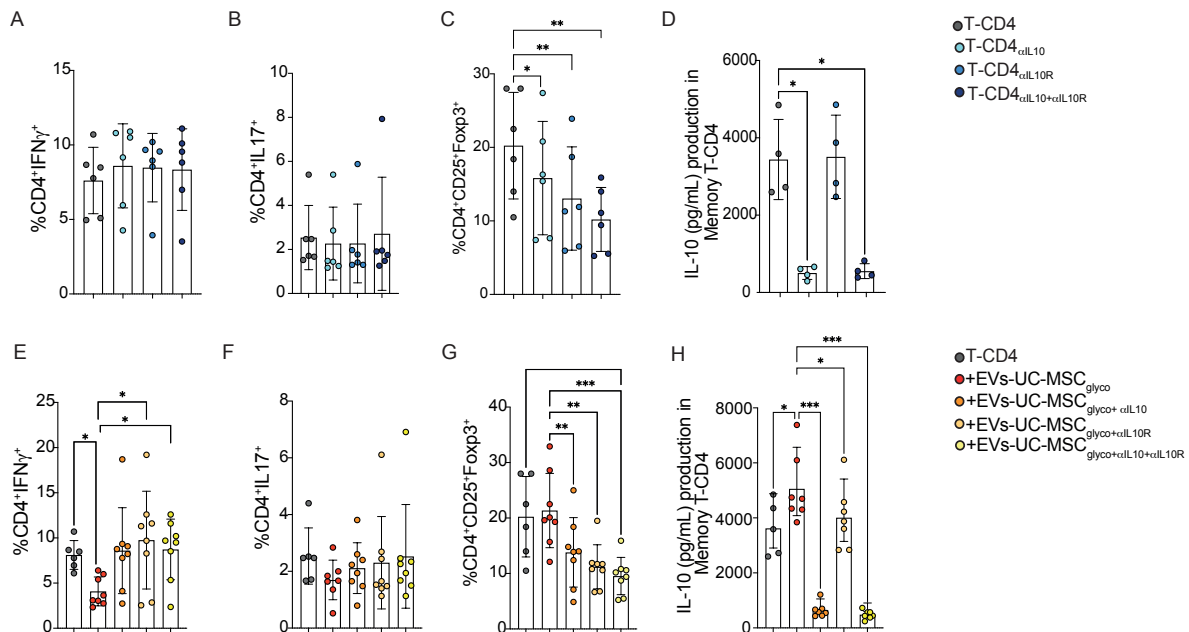 A
B
C
D
%CD4⁺IFNγ⁺
15
10
5
0
%CD4⁺IL17⁺
10
8
6
4
2
0
%CD4⁺CD25⁺Foxp3⁺
30
20
10
0
**
**
*
IL-10 (pg/mL) production in
Memory T-CD4
6000
4000
2000
0
*
*
T-CD4
T-CD4αIL10
T-CD4αIL10R
T-CD4αIL10+αIL10R
E
F
G
H
%CD4⁺IFNγ⁺
25
20
15
10
5
0
*
*
*
%CD4⁺IL17⁺
8
6
4
2
0
%CD4⁺CD25⁺Foxp3⁺
40
30
20
10
0
***
**
**
IL-10 (pg/mL) production in
Memory T-CD4
8000
6000
4000
2000
0
***
*
*
***
T-CD4
+EVs-UC-MSCglyco
+EVs-UC-MSCglyco+ αIL10
+EVs-UC-MSCglyco+αIL10R
+EVs-UC-MSCglyco+αIL10+αIL10R